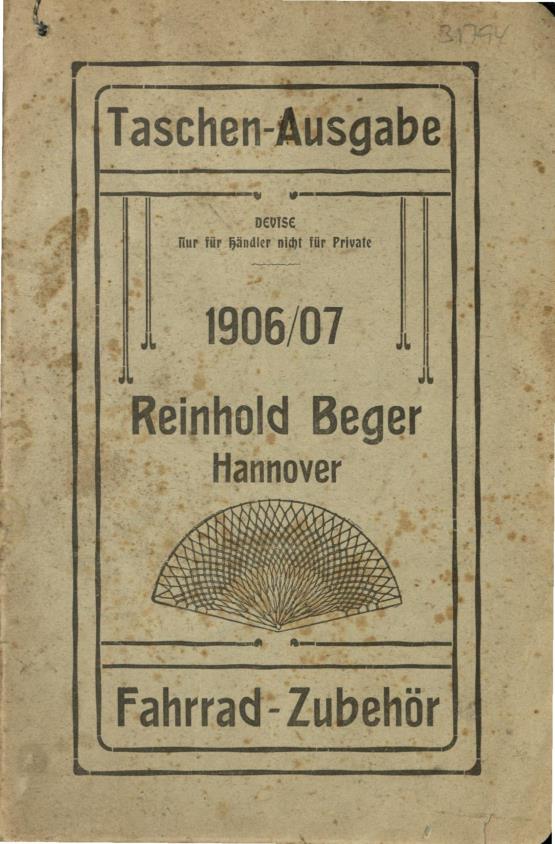 31794
Taschen-Ausgabe
DEVISE
Nur für Händler nicht für Private
1906/07
Reinhold Beger
Hannover
Fahrrad-Zubehör